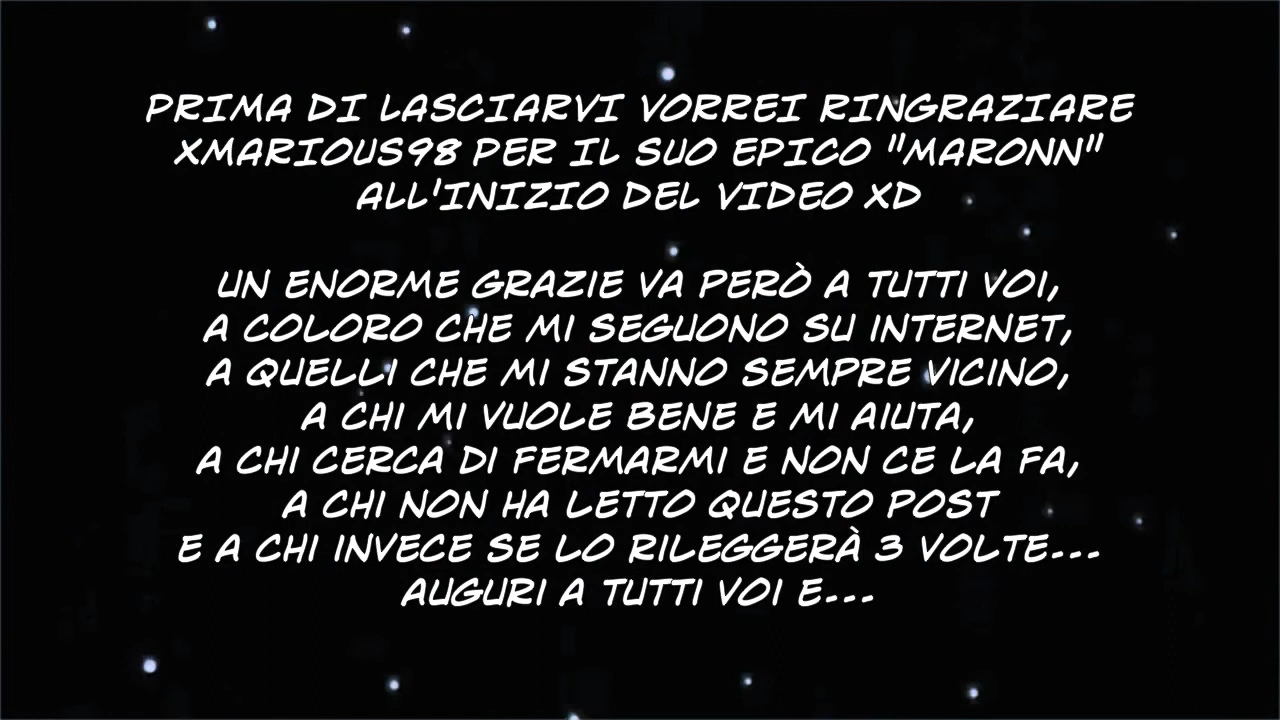 PRIMA DI LASCIARVI VORREI RINGRAZIARE
XMARIOUS98 PER IL SUO EPICO "MARONN"
ALL'INIZIO DEL VIDEO XD
UN ENORME GRAZIE VA PERÒ A TUTTI VOI,
A COLORO CHE MI SEGUONO SU INTERNET,
A QUELLI CHE MI STANNO SEMPRE VICINO,
A CHI MI VUOLE BENE E MI AIUTA,
A CHI CERCA DI FERMARMI E NON CE LA FA,
A CHI NON HA LETTO QUESTO POST
E A CHI INVECE SE LO RILEGGERÀ 3 VOLTE...
AUGURI A TUTTI VOI E...